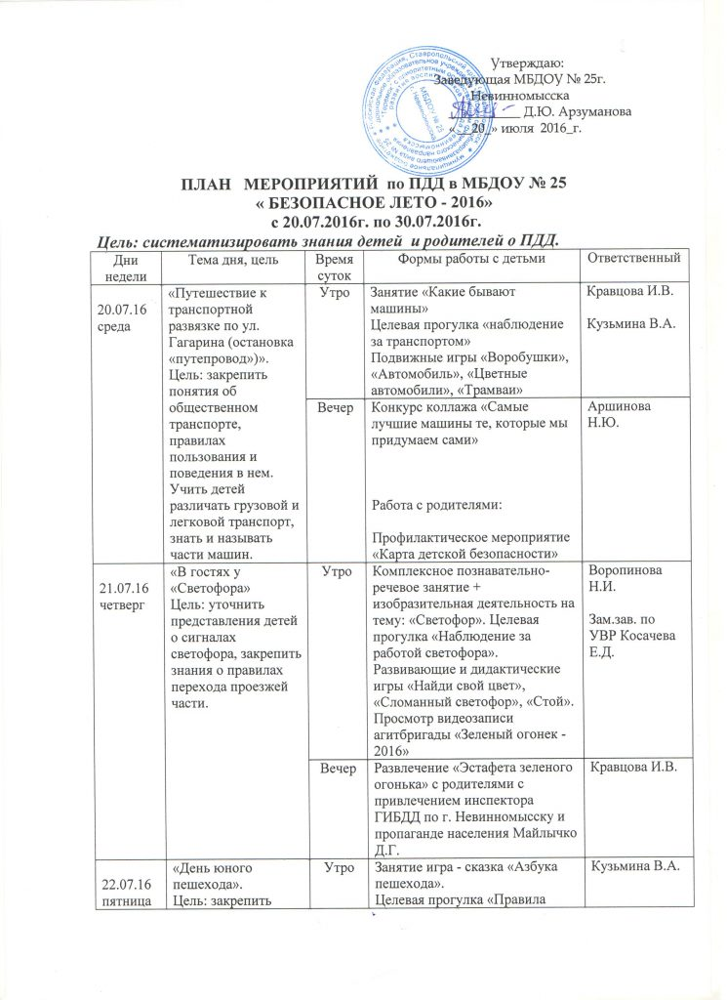 Утверждаю:
Заведующая МБДОУ № 25г.
Невинномысска
Д.Ю. Арзуманова
« 20 » июля 2016_г.
МБДОУ № 25
г. Невинномысска
ПЛАН МЕРОПРИЯТИЙ по ПДД в МБДОУ № 25
« БЕЗОПАСНОЕ ЛЕТО - 2016»
с 20.07.2016г. по 30.07.2016г.
Цель: систематизировать знания детей и родителей о ПДД.
Дни
недели
Тема дня, цель
Время
суток
Формы работы с детьми
Ответственный
20.07.16
среда
«Путешествие к
транспортной
развязке по ул.
Гагарина (остановка
«путепровод»)».
Цель: закрепить
понятия об
общественном
транспорте,
правилах
пользования и
поведения в нем.
Учить детей
различать грузовой и
легковой транспорт,
знать и называть
части машин.
Утро
Занятие «Какие бывают
машины»
Целевая прогулка «наблюдение
за транспортом»
Подвижные игры «Воробушки»,
«Автомобиль», «Цветные
автомобили», «Трамваи»
Кравцова И.В.
Кузьмина В.А.
Вечер
Конкурс коллажа «Самые
лучшие машины те, которые мы
придумаем сами»
Работа с родителями:
Профилактическое мероприятие
«Карта детской безопасности»
Аршинова
Н.Ю.
21.07.16
четверг
«В гостях у
«Светофора»
Цель: уточнить
представления детей
о сигналах
светофора, закрепить
знания о правилах
перехода проезжей
части.
Утро
Комплексное познавательно-
речевое занятие +
изобразительная деятельность на
тему: «Светофор». Целевая
прогулка «Наблюдение за
работой светофора».
Развивающие и дидактические
игры «Найди свой цвет»,
«Сломанный светофор», «Стой».
Просмотр видеозаписи
агитбригады «Зеленый огонек -
2016»
Воропинова
Н.И.
Зам.зав. по
УВР Косачева
Е.Д.
Вечер
Развлечение «Эстафета зеленого
огонька» с родителями с
привлечением инспектора
ГИБДД по г. Невинномысску и
пропаганде населения Майлычко
Д.Г.
Кравцова И.В.
22.07.16
пятница
«День юного
пешехода».
Цель: закрепить
Утро
Занятие игра - сказка «Азбука
пешехода».
Целевая прогулка «Правила
Кузьмина В.А.